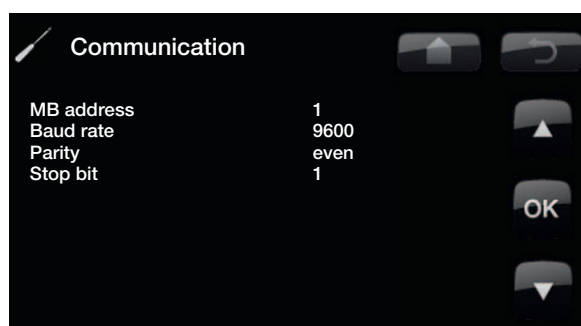 Communication
MB address 1
Baud rate 9600
Parity even
Stop bit 1
OK